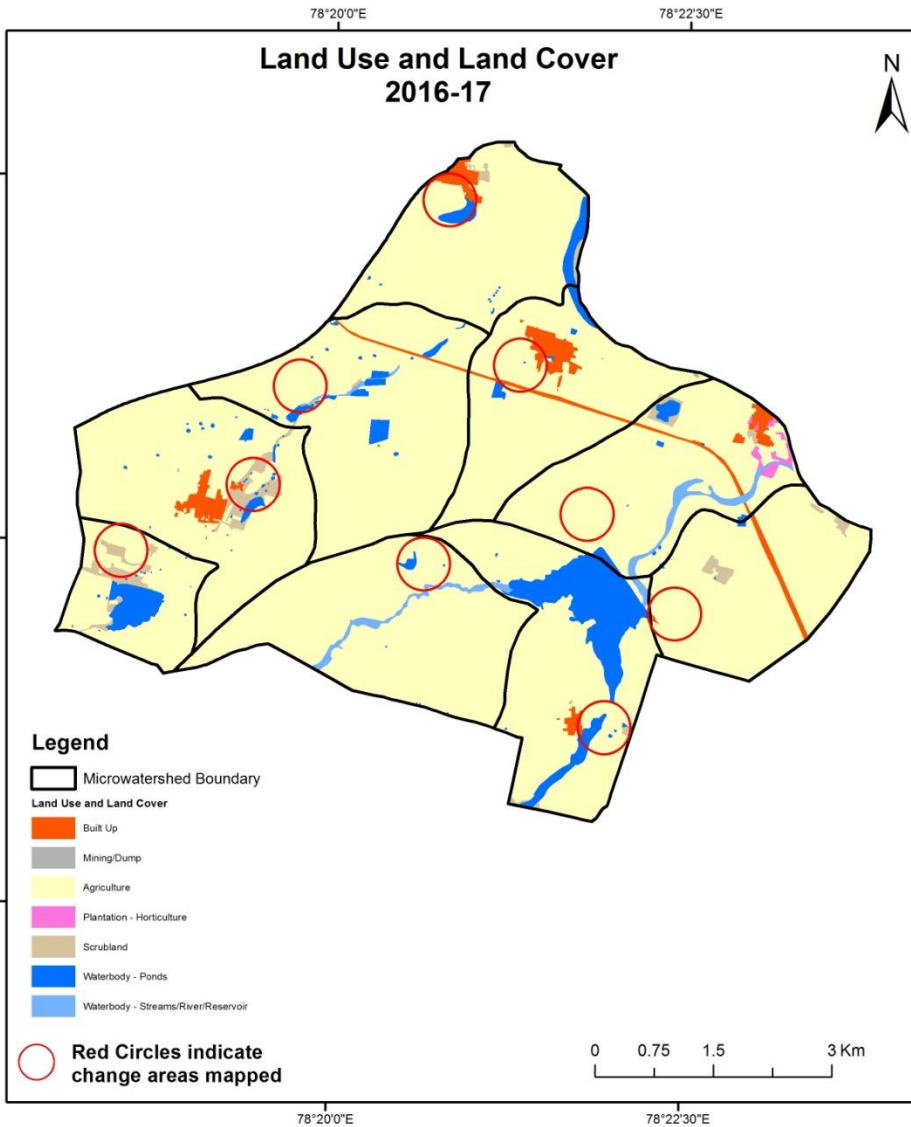 78°20'0"E
78°22'30"E
Land Use and Land Cover
2016-17
N
Legend
Microwatershed Boundary
Land Use and Land Cover
Built Up
Mining/Dump
Agriculture
Plantation - Horticulture
Scrubland
Waterbody - Ponds
Waterbody - Streams/River/Reservoir
Red Circles indicate
change areas mapped
0 0.75 1.5 3 Km
78°20'0"E
78°22'30"E